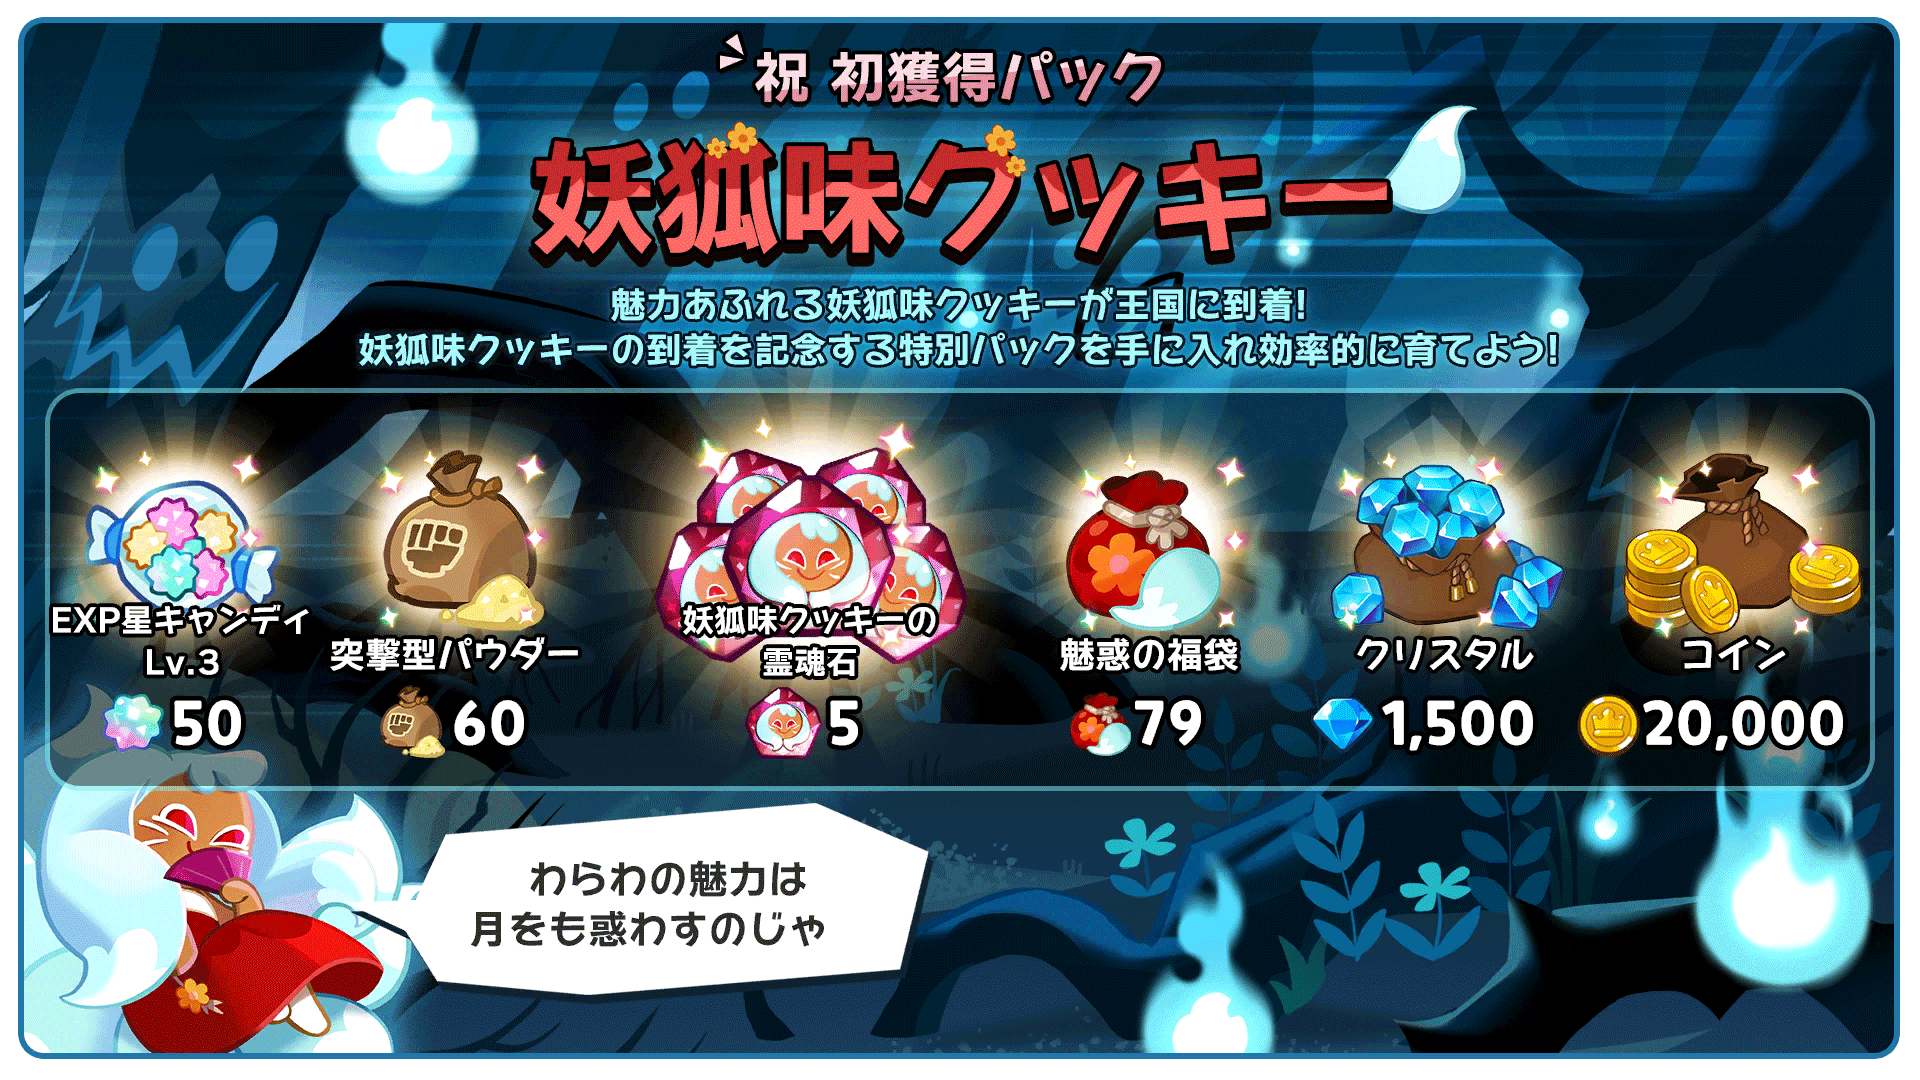 祝 初獲得パック
妖狐味クッキー
魅力あふれる妖狐味クッキーが王国に到着!
妖狐味クッキーの到着を記念する特別パックを手に入れ効率的に育てよう!
EXP星キャンディ
Lv.3
50
突撃型パウダー
60
妖狐味クッキーの
霊魂石
5
魅惑の福袋
79
クリスタル
1,500
コイン
20,000
わらわの魅力は
月をも惑わすのじゃ